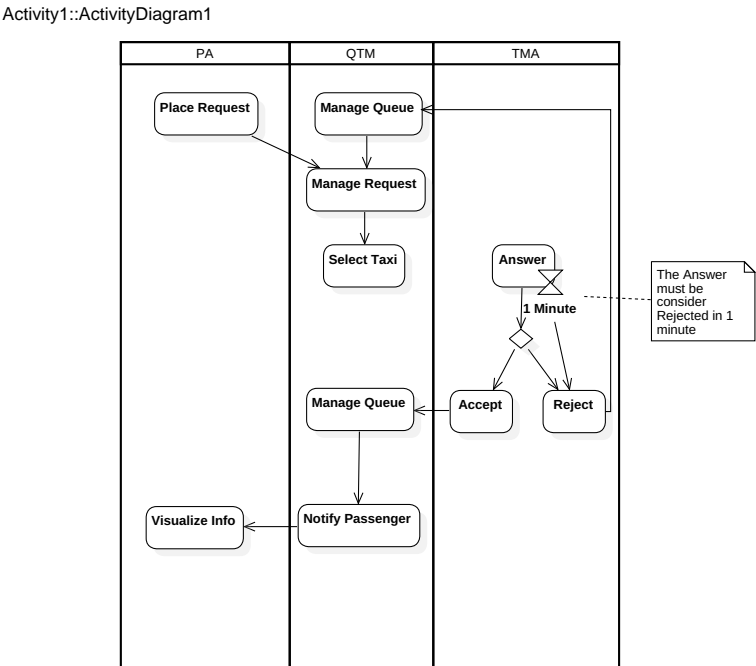 Activity1::ActivityDiagram1
PA
QTM
TMA
Place Request
Manage Queue
Manage Request
Select Taxi
Answer
The Answer
must be
consider
Rejected in 1
minute
1 Minute
Manage Queue
Accept
Reject
Visualize Info
Notify Passenger